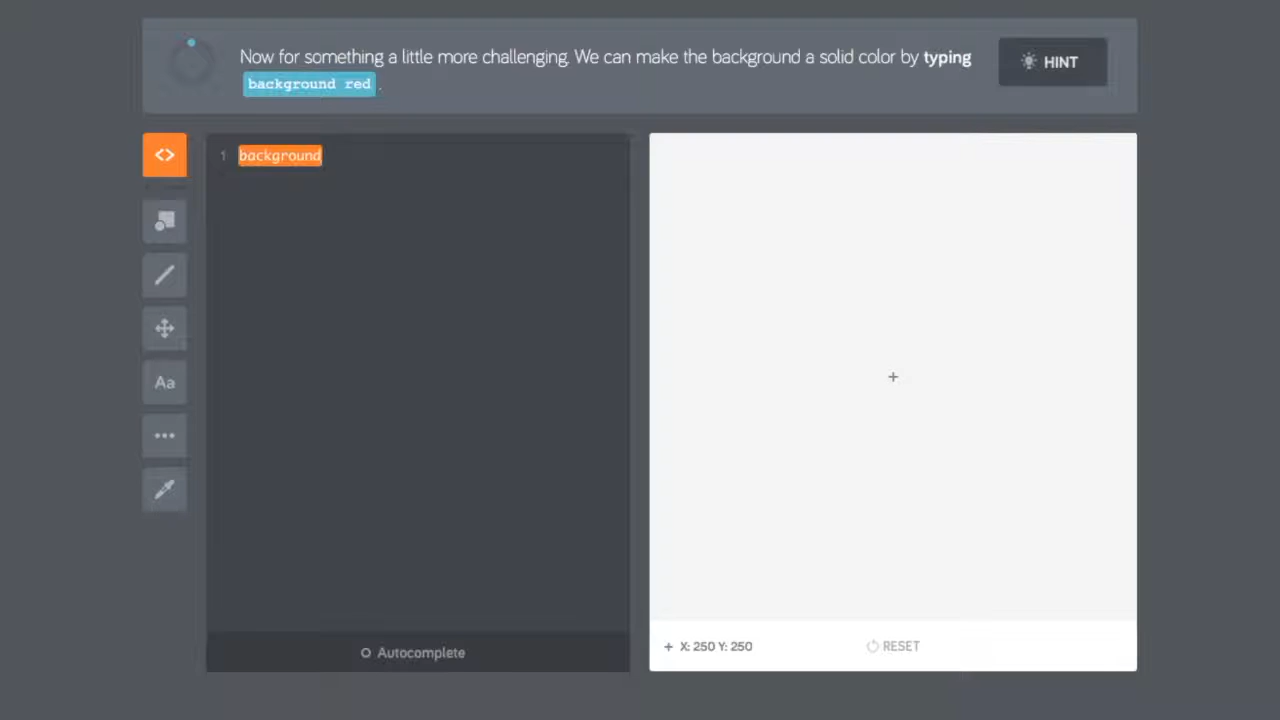 Now for something a little more challenging. We can make the background a solid color by typing
background red .
HINT
1 background
Aa
Autocomplete
+ X: 250 Y: 250
RESET